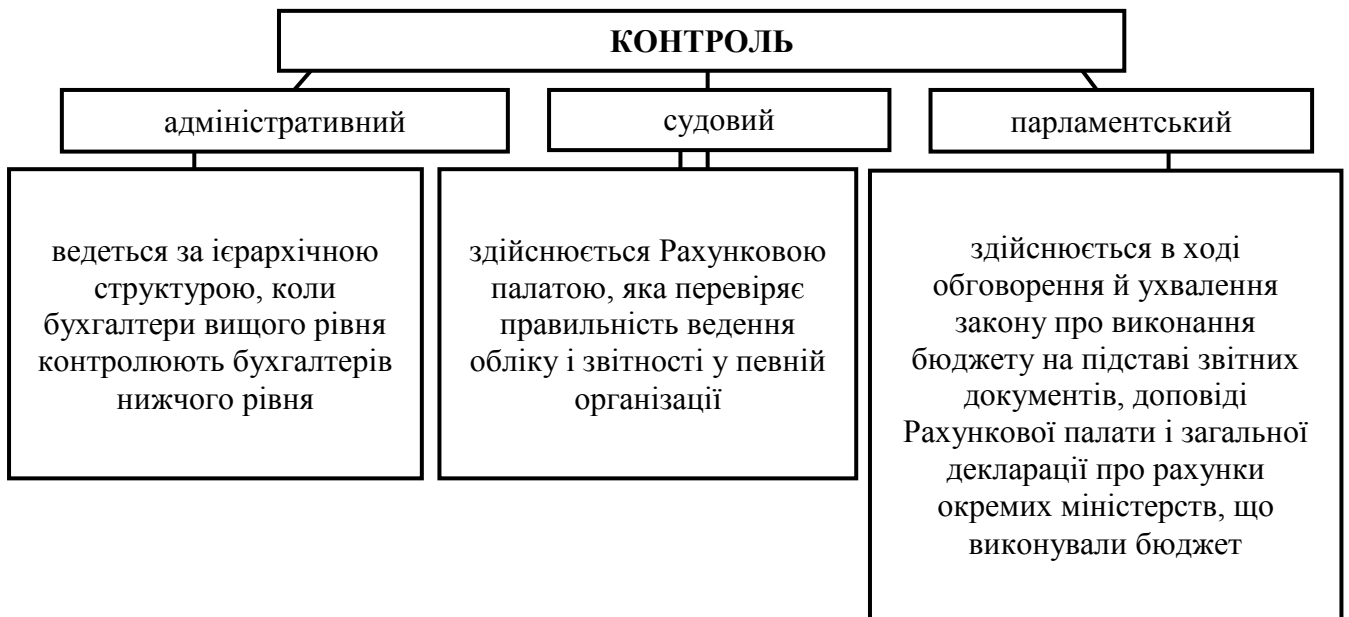 КОНТРОЛЬ
адміністративний
судовий
парламентський
ведеться за ієрархічною
структурою, коли
бухгалтери вищого рівня
контролюють бухгалтерів
нижчого рівня
здійснюється Рахунковою
палатою, яка перевіряє
правильність ведення
обліку і звітності у певній
організації
здійснюється в ході
обговорення й ухвалення
закону про виконання
бюджету на підставі звітних
документів, доповіді
Рахункової палати і загальної
декларації про рахунки
окремих міністерств, що
виконували бюджет